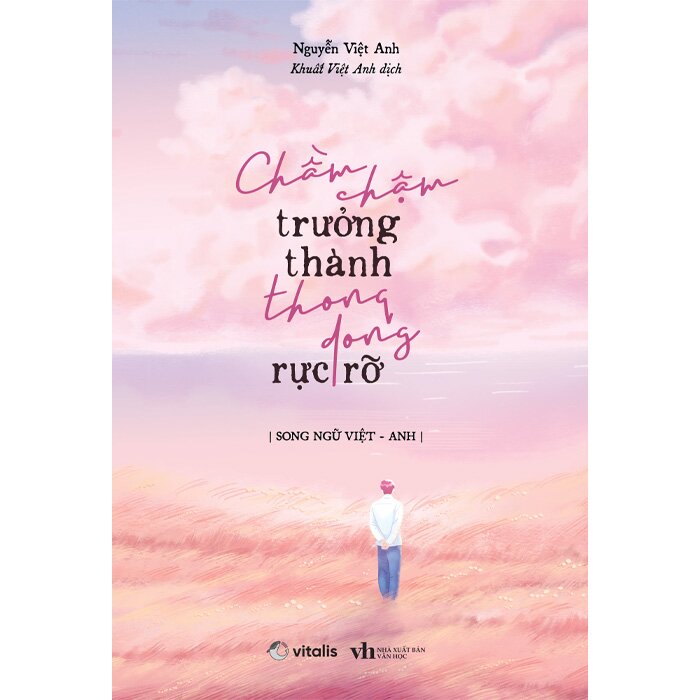 Nguyễn Việt Anh
Khuất Việt Anh dịch
Chầm
chậm
trưởng
thành
thong
dong
rực rỡ
| SONG NGỮ VIỆT - ANH |
vitalis
vh NHÀ XUẤT BẢN
VĂN HỌC